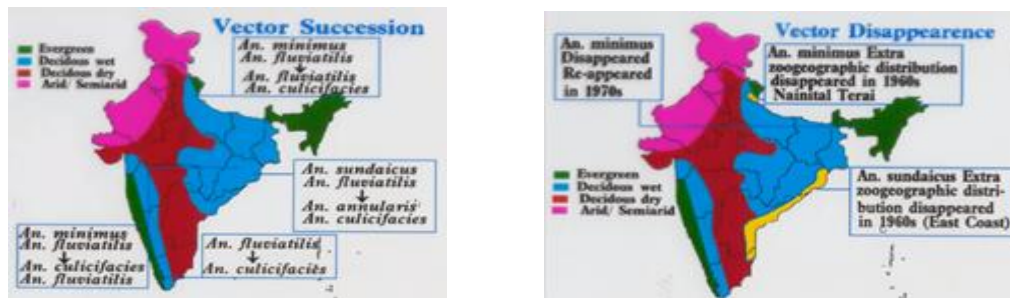 Vector Succession
Evergreen
Decidous wet
Decidous dry
Arid/ Semiarid
An. minimus
An. fluviatilis
An. fluviatilis
An. culicifacies
An. sundaicus
An. fluviatilis
An. annularis
An. culicifacies
An. minimus
An. fluviatilis
An. culicifacies
An. fluviatilis
An. fluviatilis
An. culicifacies
Vector Disappearence
An. minimus
Disappeared
Re-appeared
in 1970s
An. minimus Extra
zoogeographic distribution
disappeared in 1960s
Nainital Terai
Evergreen
Decidous wet
Decidous dry
Arid/ Semiarid
An. sundaicus Extra
zoogeographic distri-
bution disappeared
in 1960s (East Coast)